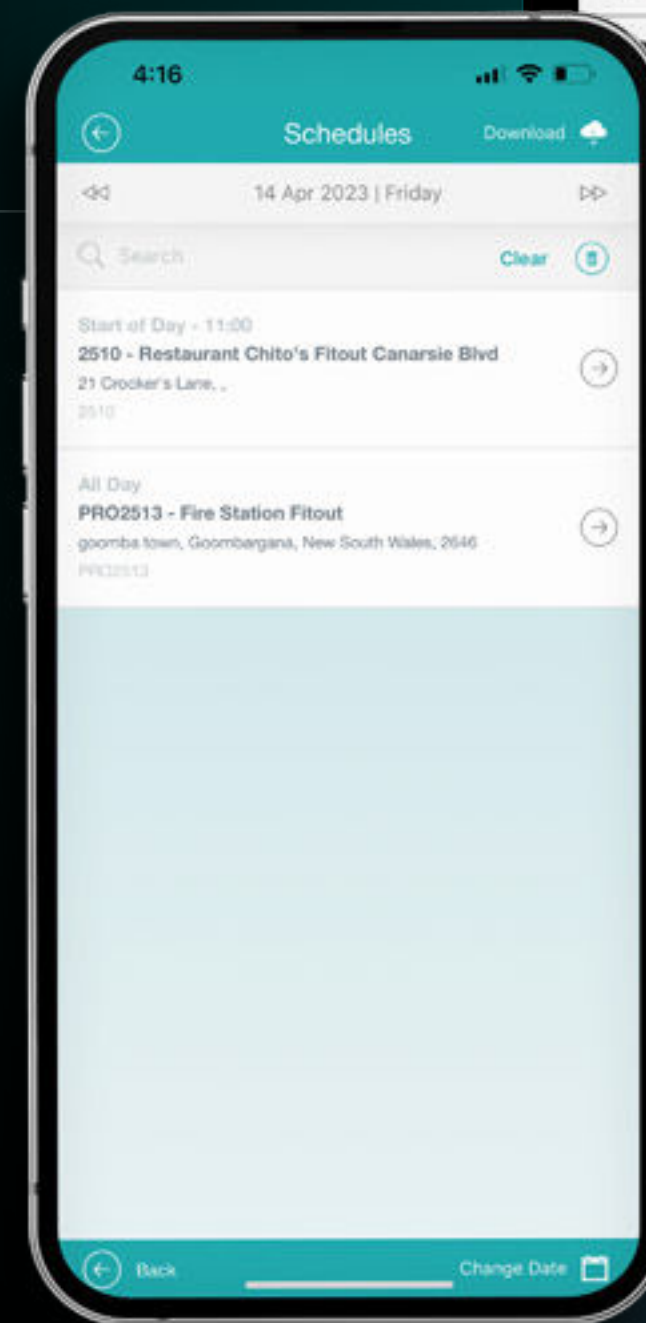 4:16
Schedules
Download
14 Apr 2023 | Friday
Search
Clear
Start of Day - 11:00
2510 - Restaurant Chito's Fitout Canarsie Blvd
21 Crocker's Lane, ,
2510
All Day
PRO2513 - Fire Station Fitout
goomba town, Goombargana, New South Wales, 2646
PRO2513
Back
Change Date